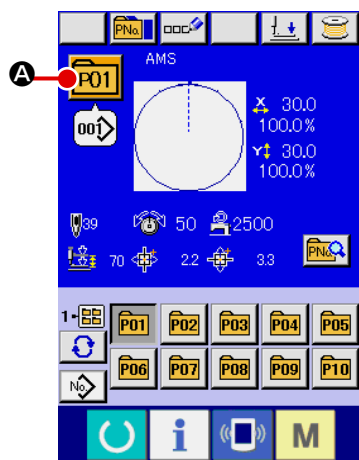 PNo.
A
AMS
P01
001
X 30.0
100.0%
Y 30.0
100.0%
39 50 2500
70 2.2 3.3
PNo.
1-
P01 P02 P03 P04 P05
P06 P07 P08 P09 P10
No.
i M